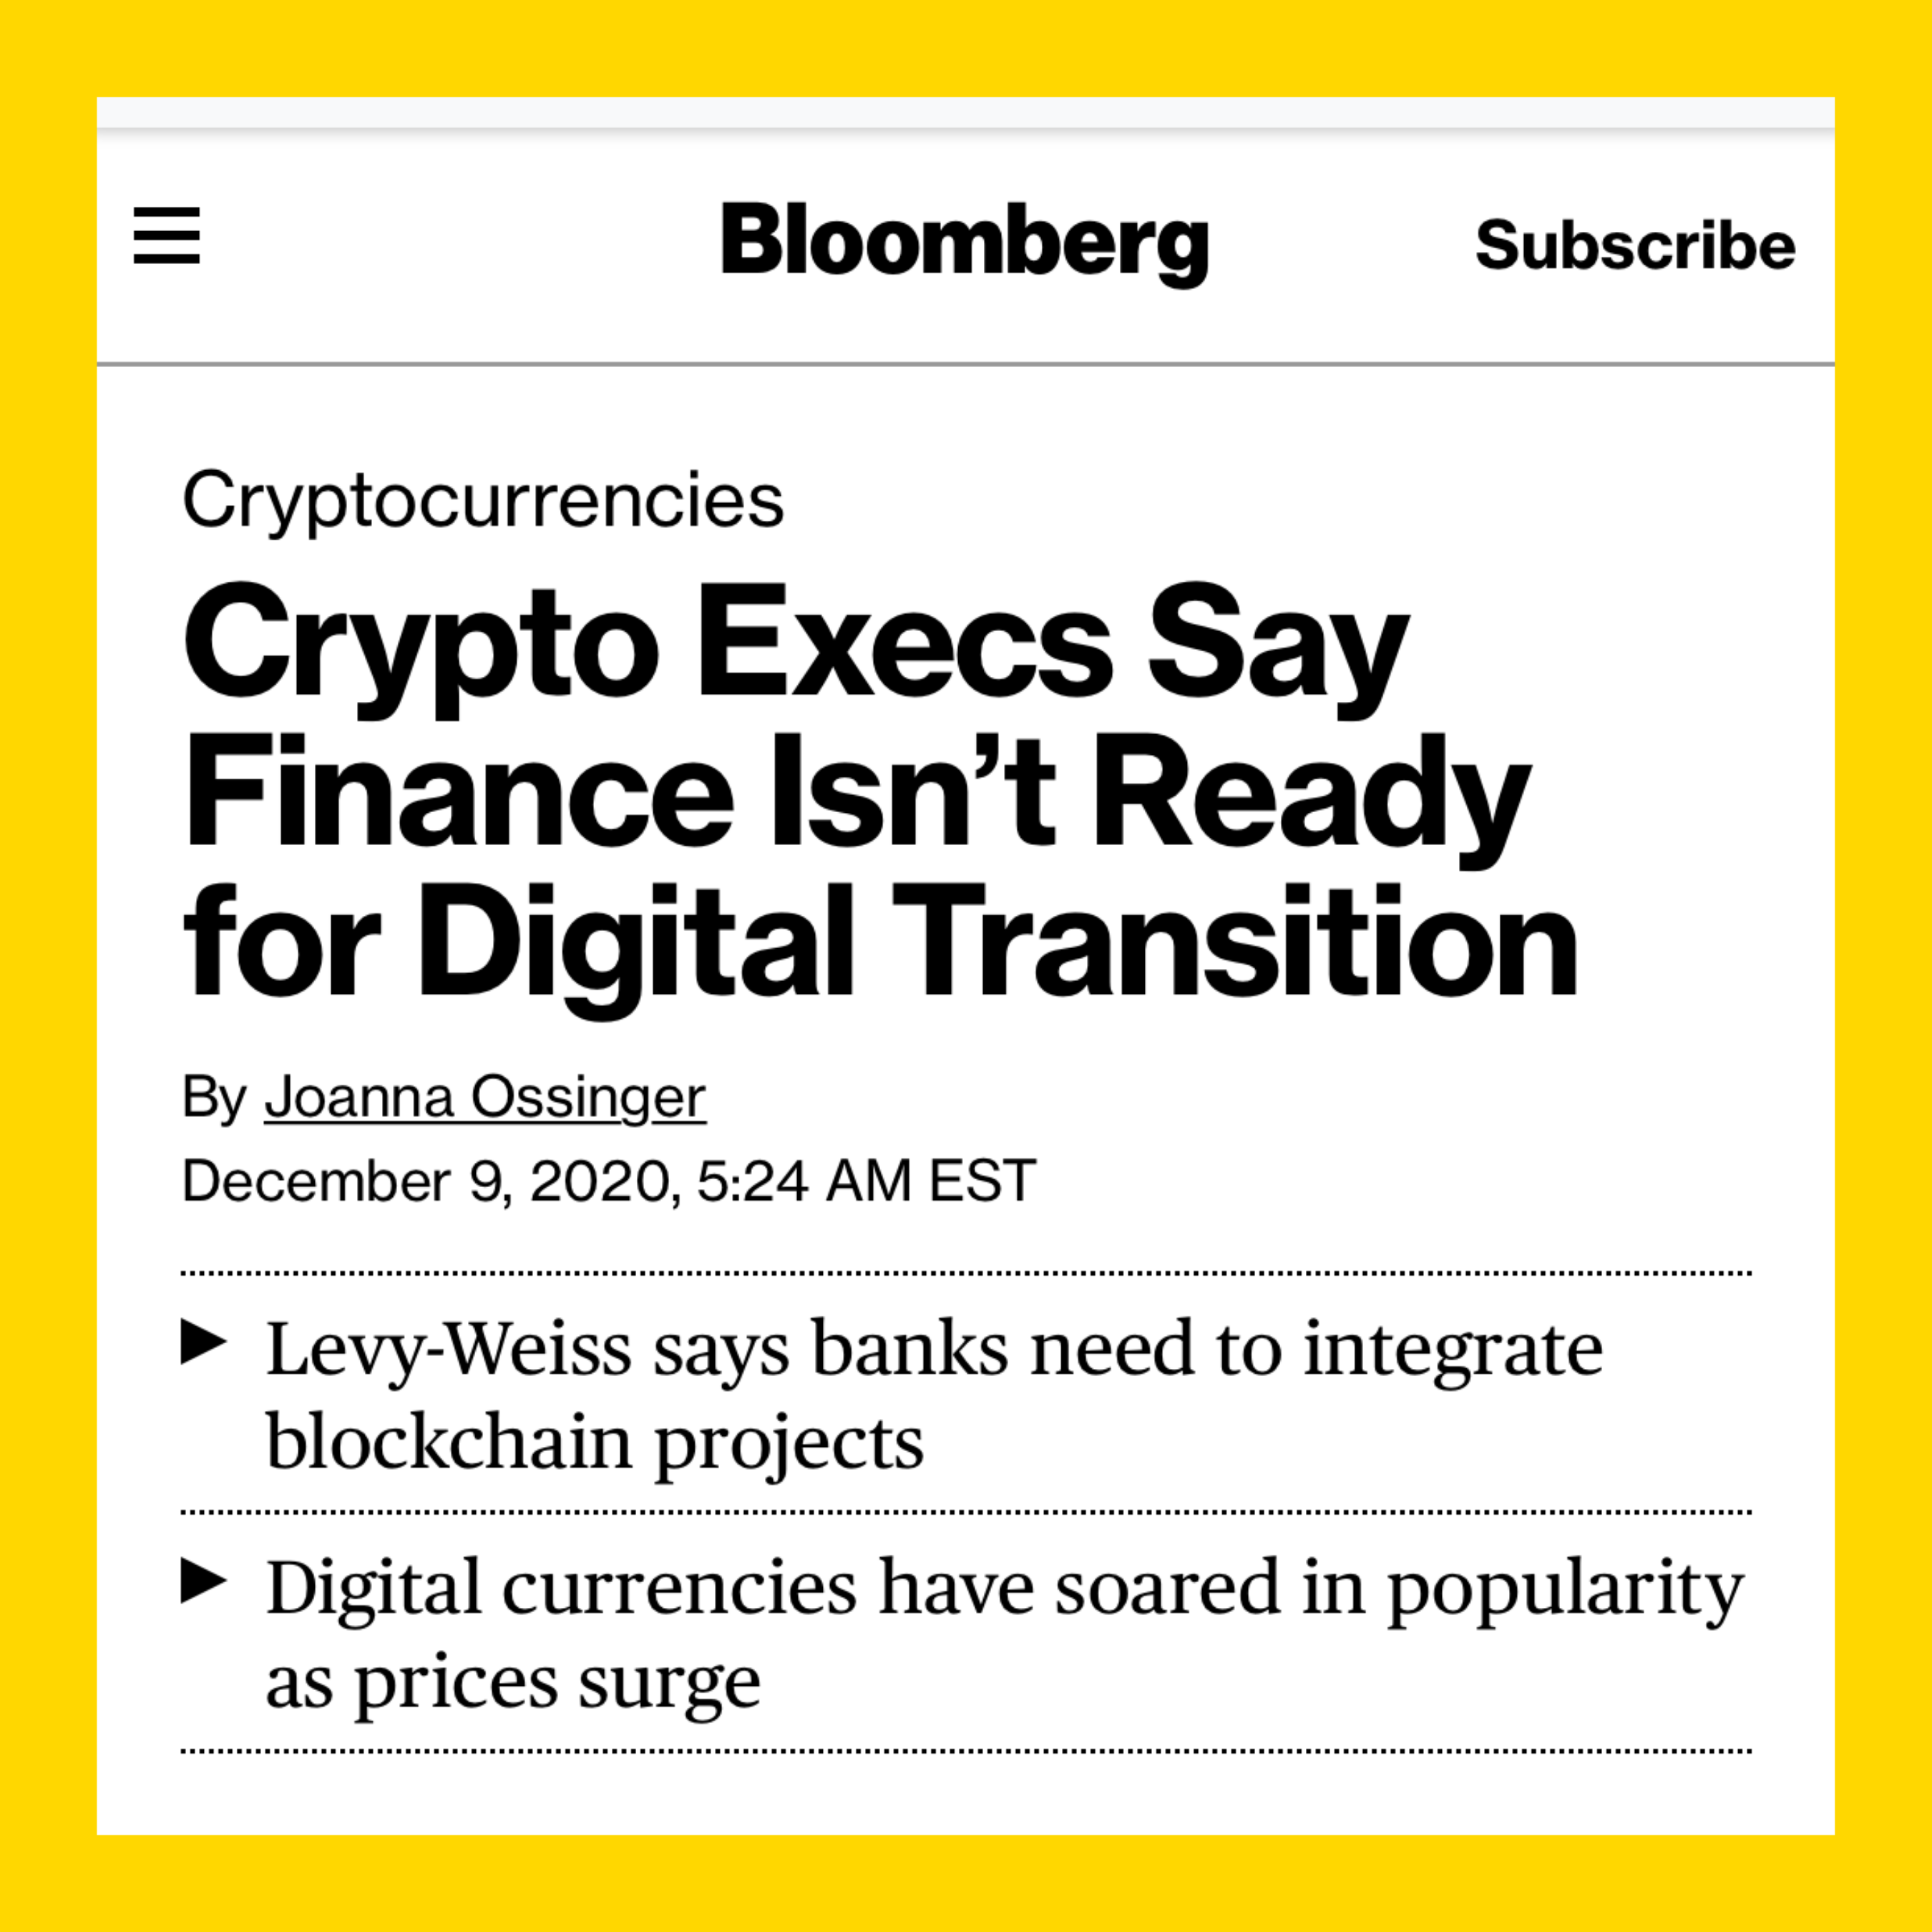 Bloomberg
Subscribe
Cryptocurrencies
Crypto Execs Say
Finance Isn’t Ready
for Digital Transition
By Joanna Ossinger
December 9, 2020, 5:24 AM EST
Levy-Weiss says banks need to integrate
blockchain projects
Digital currencies have soared in popularity
as prices surge